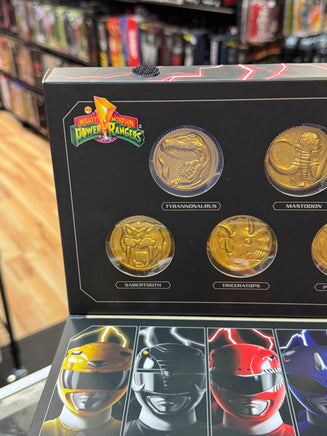 MIGHTY MORPHIN
POWER RANGERS
TYRANNOSAURUS
MASTODON
SABERTOOTH
TRICERATOPS
P